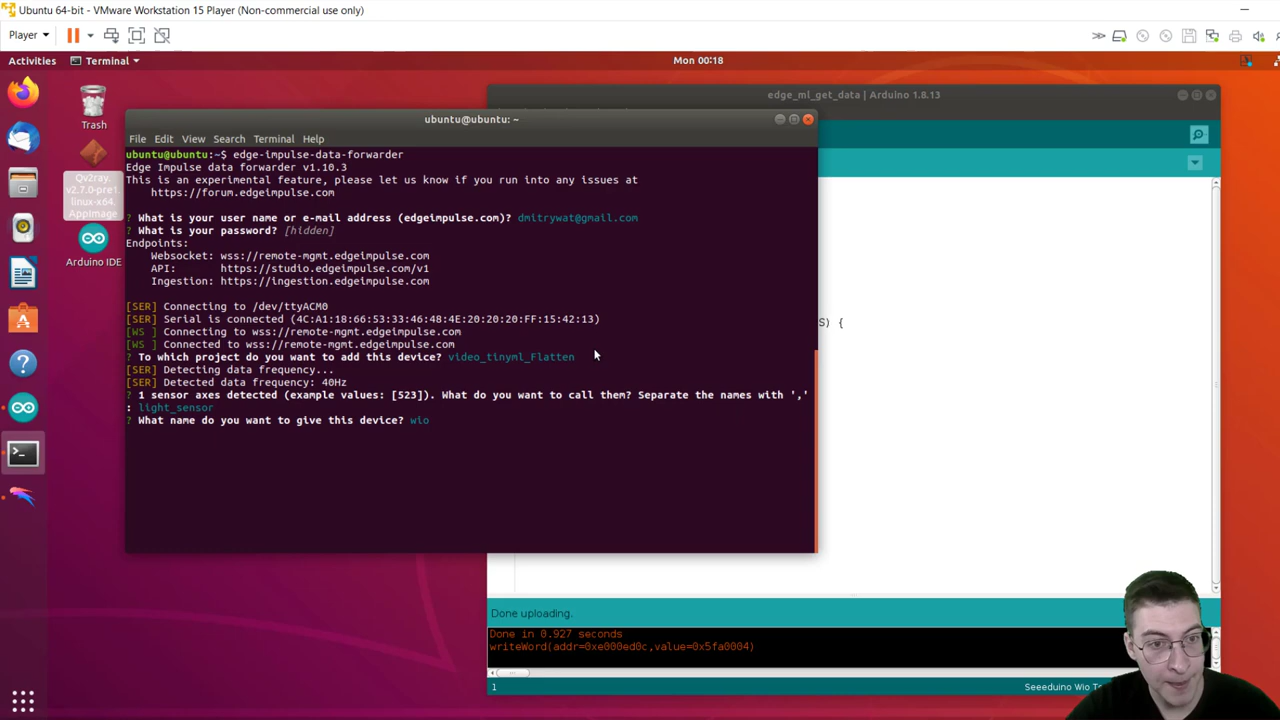 Ubuntu 64-bit - VMware Workstation 15 Player (Non-commercial use only)
Player
Activities
Terminal
Mon 00:18
Trash
Qv2ray.
v2.7.0-pre1.
linux-x64.
AppImage
Arduino IDE
edge_ml_get_data | Arduino 1.8.13
ubuntu@ubuntu: ~
File Edit View Search Terminal Help
ubuntu@ubuntu:~$ edge-impulse-data-forwarder
Edge Impulse data forwarder v1.10.3
This is an experimental feature, please let us know if you run into any issues at
https://forum.edgeimpulse.com
? What is your user name or e-mail address (edgeimpulse.com)? dmitrywat@gmail.com
? What is your password? [hidden]
Endpoints:
Websocket: wss://remote-mgmt.edgeimpulse.com
API: https://studio.edgeimpulse.com/v1
Ingestion: https://ingestion.edgeimpulse.com
[SER] Connecting to /dev/ttyACM0
[SER] Serial is connected (4C:A1:18:66:53:33:46:48:4E:20:20:20:FF:15:42:13)
[WS ] Connecting to wss://remote-mgmt.edgeimpulse.com
[WS ] Connected to wss://remote-mgmt.edgeimpulse.com
? To which project do you want to add this device? video_tinyml_Flatten
[SER] Detecting data frequency...
[SER] Detected data frequency: 40Hz
? 1 sensor axes detected (example values: [523]). What do you want to call them? Separate the names with ','
: light_sensor
? What name do you want to give this device? wio
S) {
Done uploading.
Done in 0.927 seconds
writeWord(addr=0xe000ed0c,value=0x5fa0004)
1
Seeeduino Wio